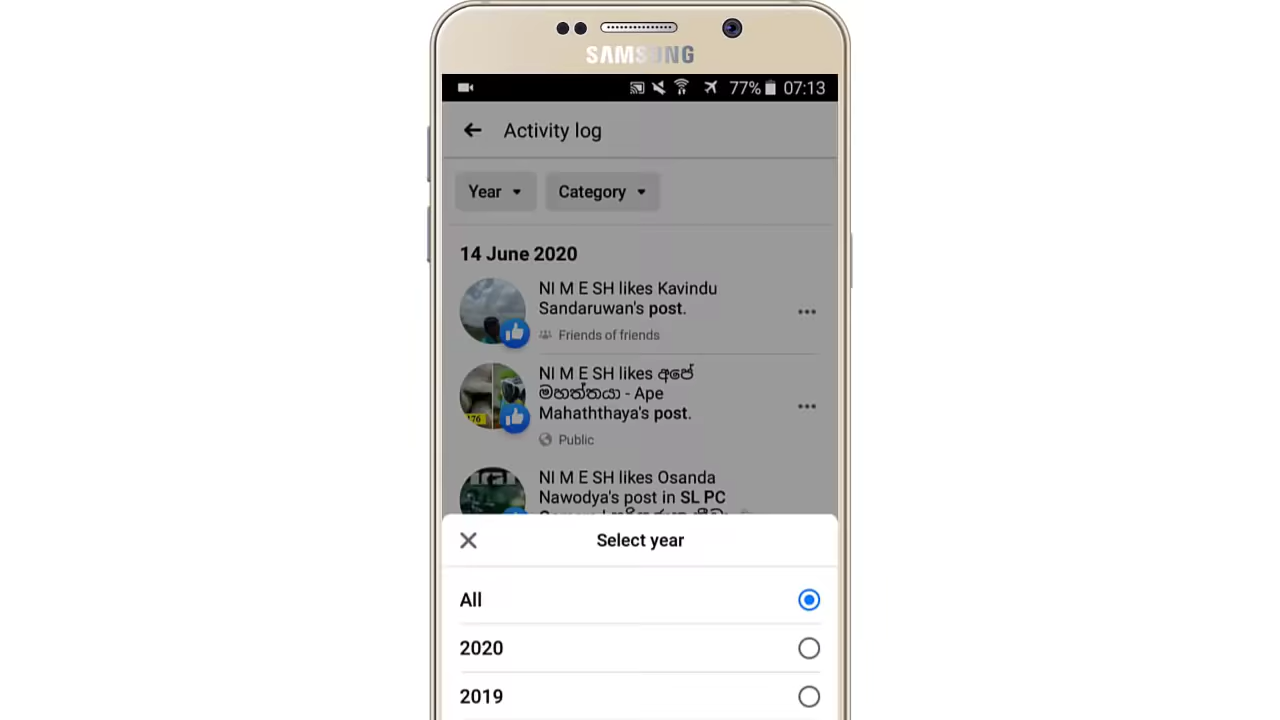 SAMSUNG
77% 07:13
Activity log
Year Category
14 June 2020
NI M E SH likes Kavindu
Sandaruwan's post.
Friends of friends
NI M E SH likes අපේ
මහත්තයා - Ape
Mahaththaya's post.
Public
NI M E SH likes Osanda
Nawodya's post in SL PC
Select year
All
2020
2019